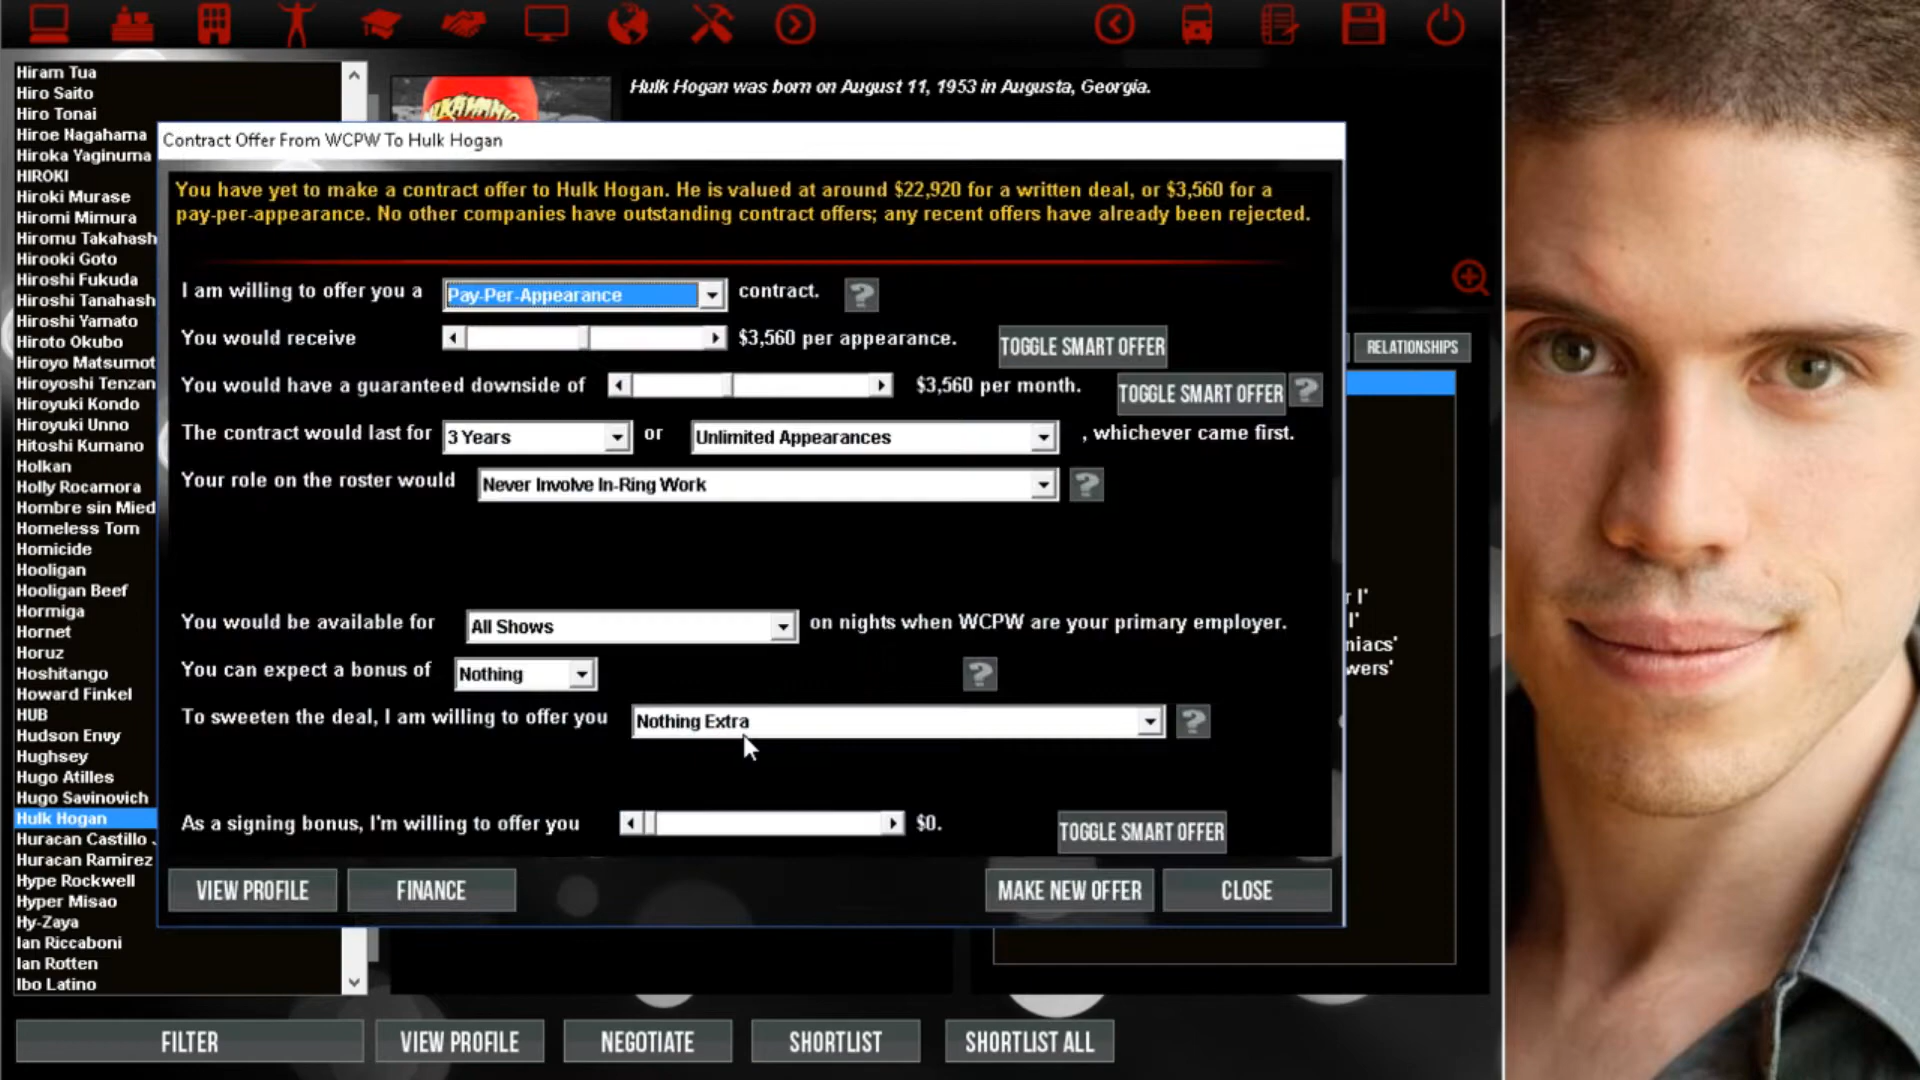 Hulk Hogan was born on August 11, 1953 in Augusta, Georgia.
Hiram Tua
Hiro Saito
Hiro Tonai
Hiroe Nagahama
Hiroka Yaginuma
HIROKI
Hiroki Murase
Hiromi Mimura
Hiromu Takahash
Hirooki Goto
Hiroshi Fukuda
Hiroshi Tanahash
Hiroshi Yamato
Hiroto Okubo
Hiroyo Matsumot
Hiroyoshi Tenzan
Hiroyuki Kondo
Hiroyuki Unno
Hitoshi Kumano
Holkan
Holly Rocamora
Hombre sin Mied
Homeless Tom
Homicide
Hooligan
Hooligan Beef
Hormiga
Hornet
Horuz
Hoshitango
Howard Finkel
HUB
Hudson Envy
Hughsey
Hugo Atilles
Hugo Savinovich
Hulk Hogan
Huracan Castillo
Huracan Ramirez
Hype Rockwell
Hyper Misao
Hy-Zaya
Ian Riccaboni
Ian Rotten
Ibo Latino
Contract Offer From WCPW To Hulk Hogan
You have yet to make a contract offer to Hulk Hogan. He is valued at around $22,920 for a written deal, or $3,560 for a
pay-per-appearance. No other companies have outstanding contract offers; any recent offers have already been rejected.
I am willing to offer you a Pay-Per-Appearance contract. ?
You would receive $3,560 per appearance. TOGGLE SMART OFFER
You would have a guaranteed downside of $3,560 per month. TOGGLE SMART OFFER ?
The contract would last for 3 Years or Unlimited Appearances , whichever came first.
Your role on the roster would Never Involve In-Ring Work ?
You would be available for All Shows on nights when WCPW are your primary employer.
You can expect a bonus of Nothing ?
To sweeten the deal, I am willing to offer you Nothing Extra ?
As a signing bonus, I'm willing to offer you $0. TOGGLE SMART OFFER
VIEW PROFILE FINANCE MAKE NEW OFFER CLOSE
RELATIONSHIPS
r I'
I'
niacs'
wers'
FILTER VIEW PROFILE NEGOTIATE SHORTLIST SHORTLIST ALL